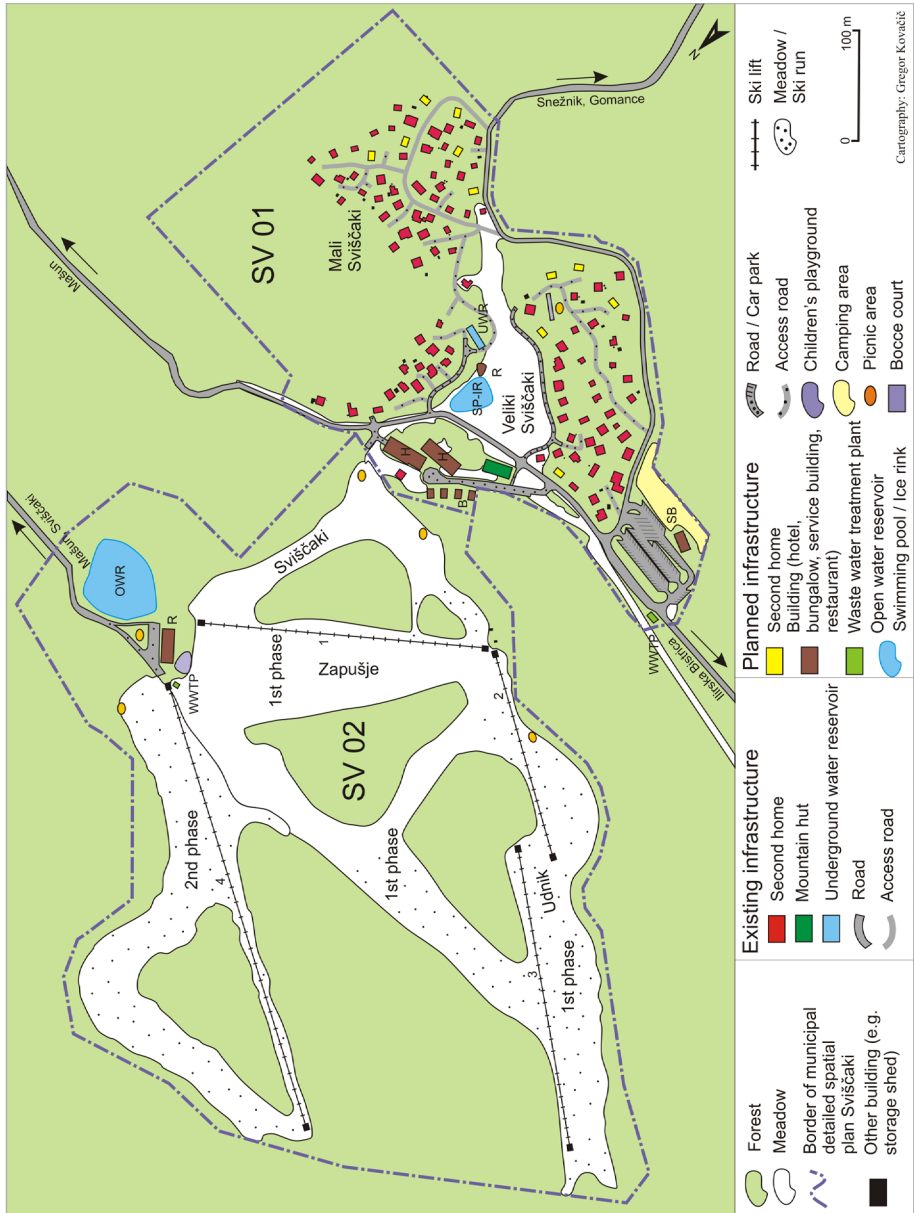 Mašun
SV 01
Mali
Sviščaki
Snežnik, Gomance
N
Mašun
Sviščaki
OWR
R
WWTP
Sviščaki
1
1st phase
Zapušje
SV 02
2nd phase
4
1st phase
2
Udnik
3
1st phase
UWR
R
SP-IR
Veliki
Sviščaki
H
H
B
SB
WWTP
Ilirska Bistrica
Forest
Meadow
Border of municipal
detailed spatial
plan Sviščaki
Other building (e.g.
storage shed)
Existing infrastructure
Second home
Mountain hut
Underground water reservoir
Road
Access road
Planned infrastructure
Second home
Building (hotel,
bungalow, service building,
restaurant)
Waste water treatment plant
Open water reservoir
Swimming pool / Ice rink
Road / Car park
Access road
Children's playground
Camping area
Picnic area
Bocce court
Ski lift
Meadow /
Ski run
0 100 m
Cartography: Gregor Kovačič